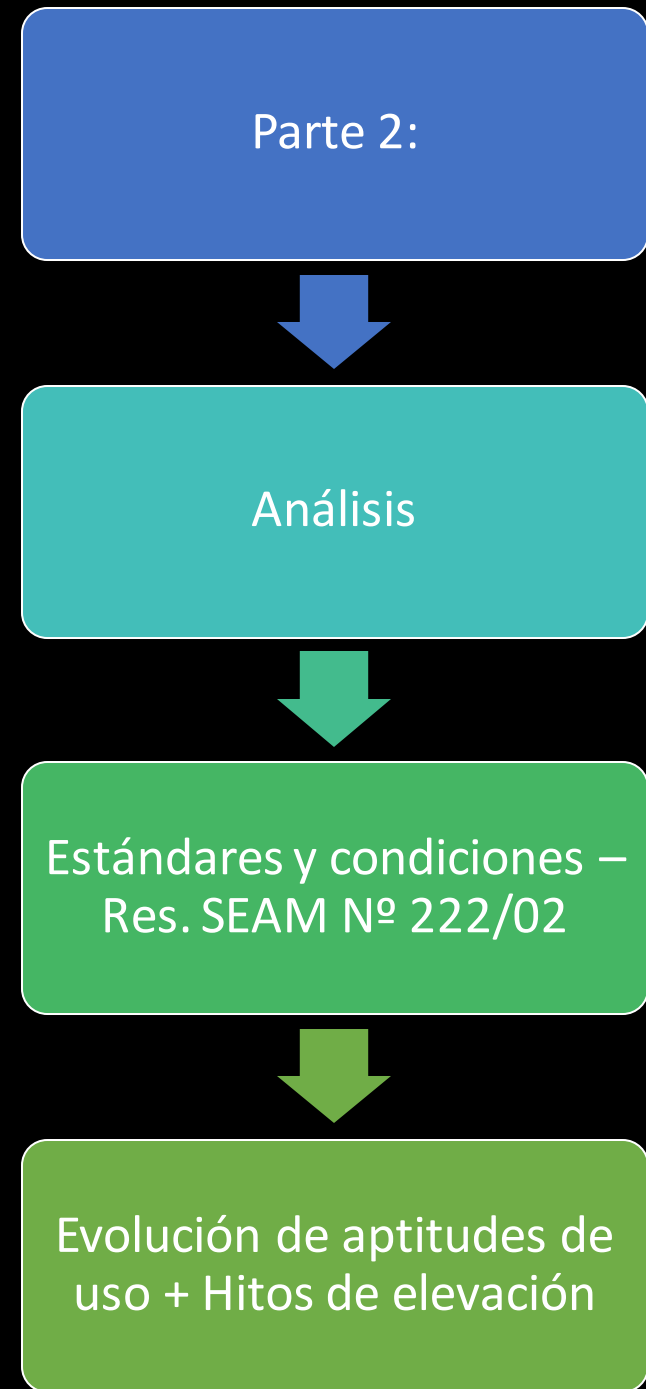 Parte 2:
Análisis
Estándares y condiciones –
Res. SEAM Nº 222/02
Evolución de aptitudes de
uso + Hitos de elevación